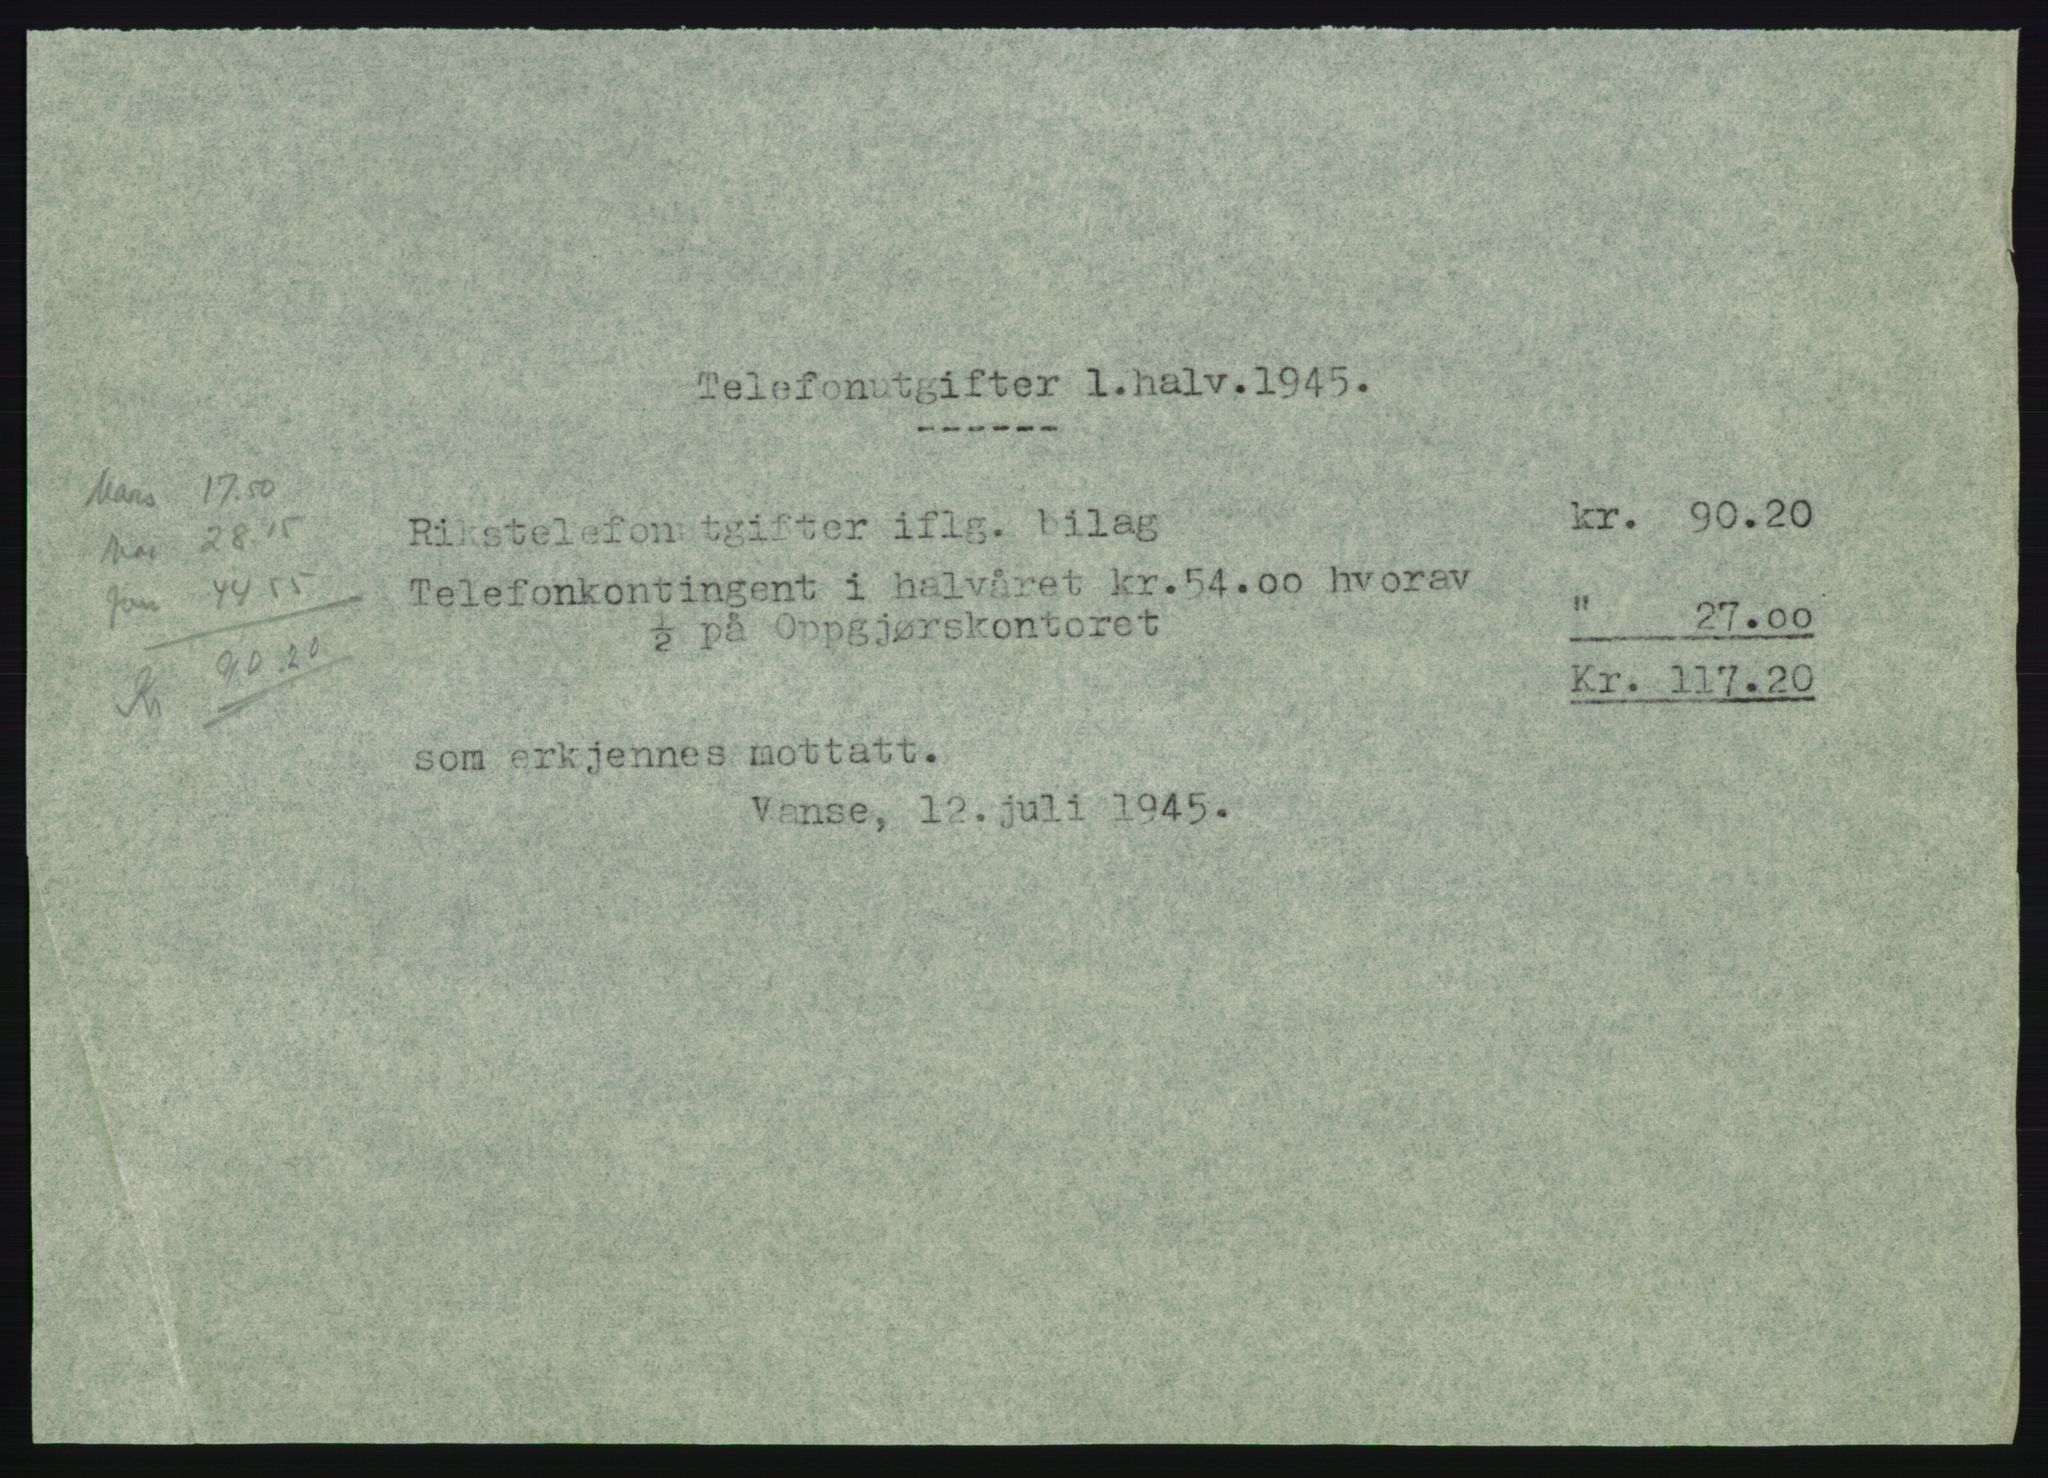 Telefonutgifter 1.halv.1945.
------
Mars 17.50
Mai 28.15
Jan 44 55
Kr 90.20
Rikstelefonutgifter iflg. bilag kr. 90.20
Telefonkontingent i halvåret kr.54.oo hvorav
½ på Oppgjørskontoret " 27.oo
Kr. 117.20
som erkjennes mottatt.
Vanse, 12.juli 1945.